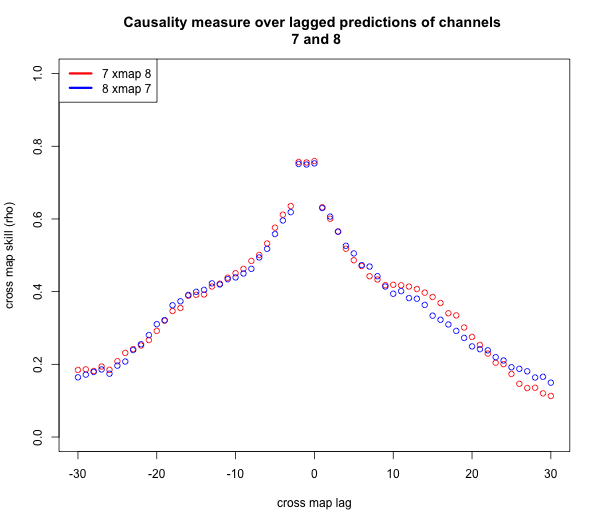 Causality measure over lagged predictions of channels
7 and 8
7 xmap 8
8 xmap 7
cross map skill (rho)
1.0
0.8
0.6
0.4
0.2
0.0
-30
-20
-10
0
10
20
30
cross map lag